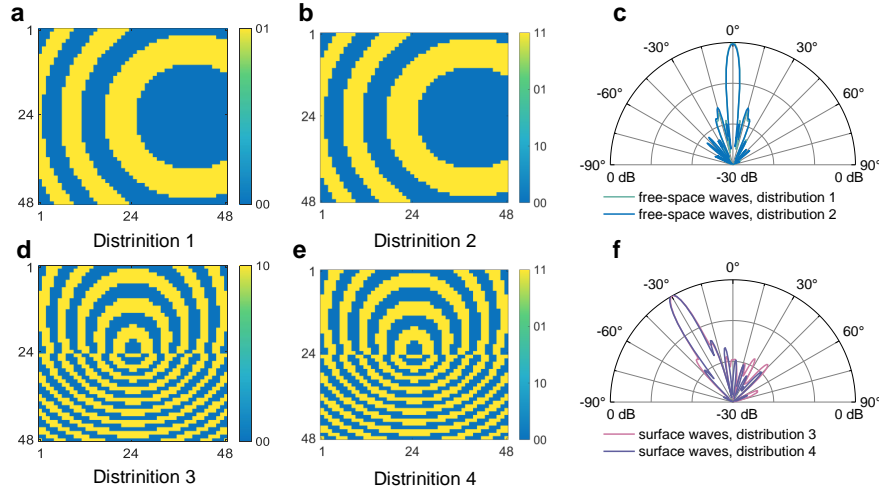 a
1
24
48
1
24
48
01
00
Distrinition 1
b
1
24
48
1
24
48
11
01
10
00
Distrinition 2
c
0°
-30°
30°
-60°
60°
-90°
90°
0 dB
-30 dB
0 dB
free-space waves, distribution 1
free-space waves, distribution 2
d
1
24
48
1
24
48
10
00
Distrinition 3
e
1
24
48
1
24
48
11
01
10
00
Distrinition 4
f
0°
-30°
30°
-60°
60°
-90°
90°
0 dB
-30 dB
0 dB
surface waves, distribution 3
surface waves, distribution 4